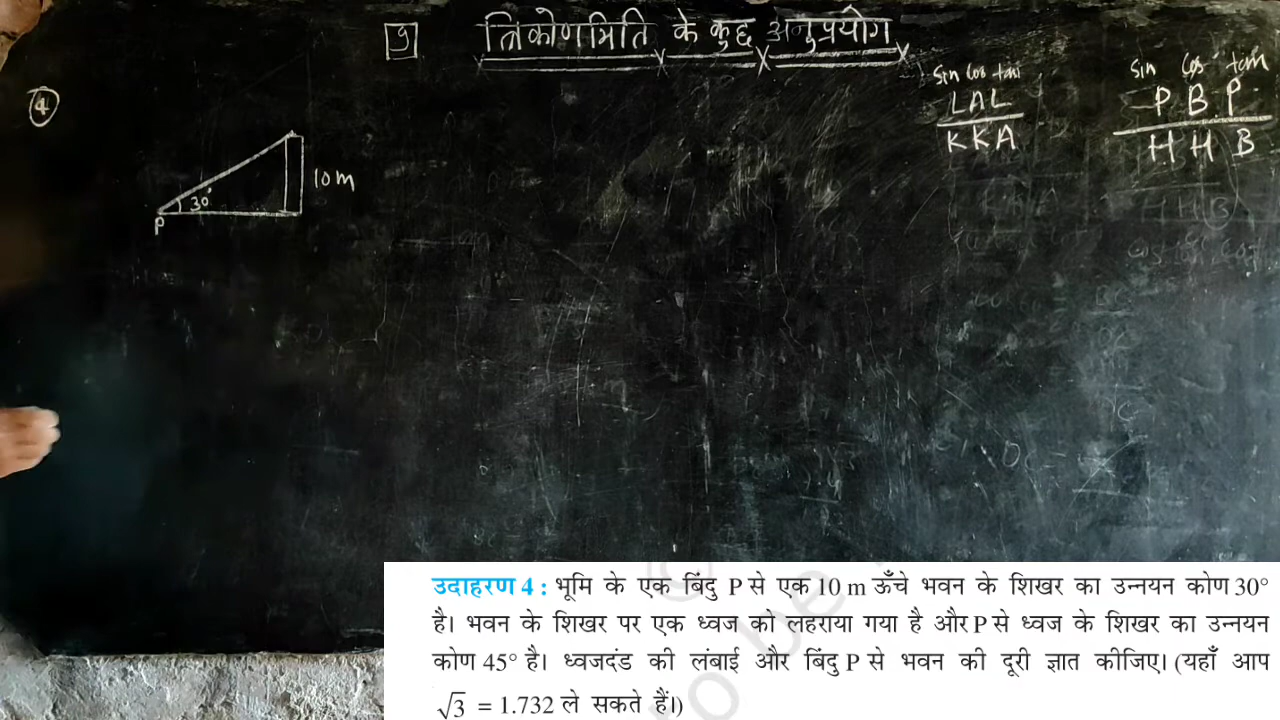 9 त्रिकोणमिति के कुछ अनुप्रयोग
sin cos tan
LAL
KKA
sin cos tan
P B P
H H B
4
10 m
30°
P
उदाहरण 4 : भूमि के एक बिंदु P से एक 10 m ऊँचे भवन के शिखर का उन्नयन कोण 30°
है। भवन के शिखर पर एक ध्वज को लहराया गया है और P से ध्वज के शिखर का उन्नयन
कोण 45° है। ध्वजदंड की लंबाई और बिंदु P से भवन की दूरी ज्ञात कीजिए। (यहाँ आप
√3 = 1.732 ले सकते हैं।)